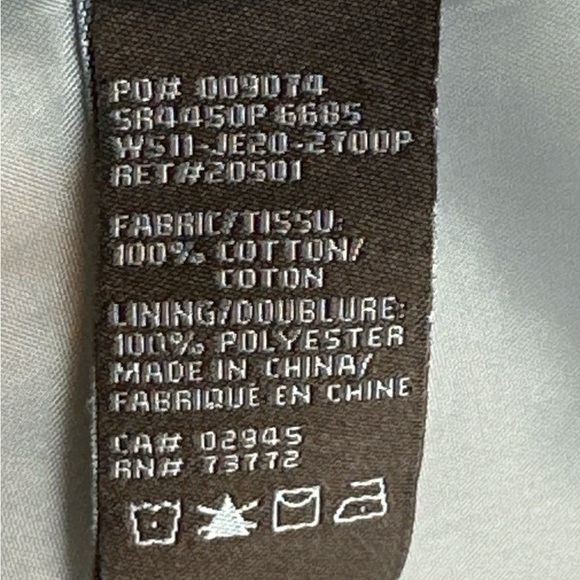 PO# 009074
SR4450P 6685
WS11-JE20-2700P
RET#20501
FABRIC/TISSU:
100% COTTON/
COTON
LINING/DOUBLURE:
100% POLYESTER
MADE IN CHINA/
FABRIQUÉ EN CHINE
CA# 02945
RN# 73772